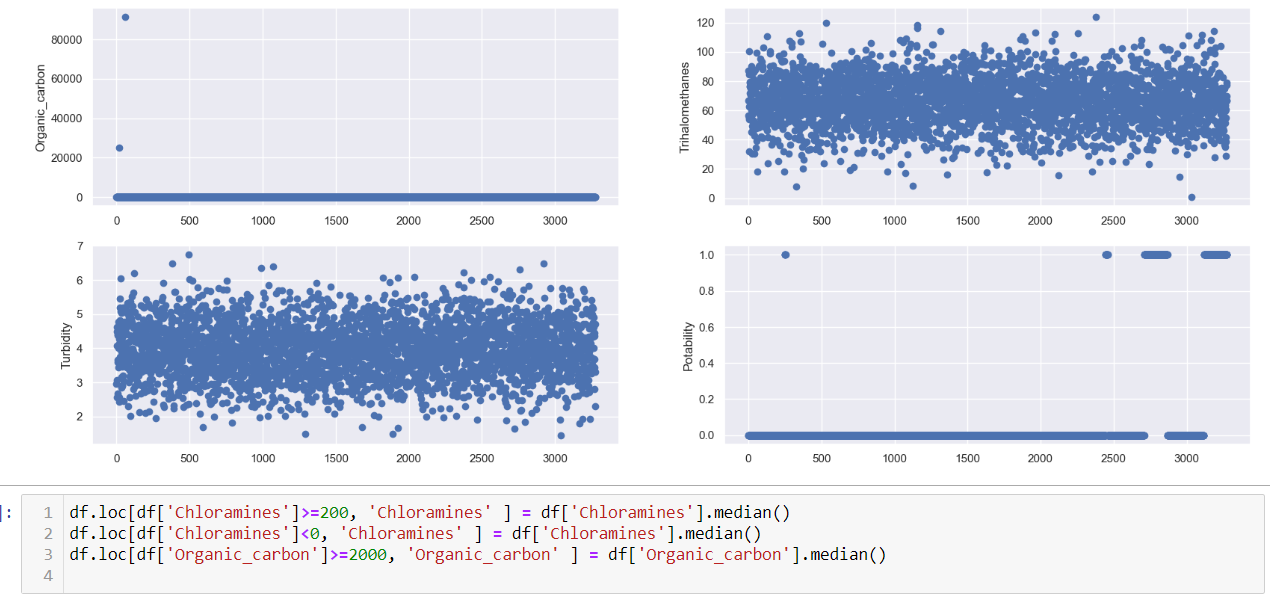 80000
60000
40000
20000
0
Organic_carbon
0 500 1000 1500 2000 2500 3000
120
100
80
60
40
20
0
Trihalomethanes
0 500 1000 1500 2000 2500 3000
7
6
5
4
3
2
Turbidity
0 500 1000 1500 2000 2500 3000
1.0
0.8
0.6
0.4
0.2
0.0
Potability
0 500 1000 1500 2000 2500 3000
]:
1 df.loc[df['Chloramines']>=200, 'Chloramines' ] = df['Chloramines'].median()
2 df.loc[df['Chloramines']<0, 'Chloramines' ] = df['Chloramines'].median()
3 df.loc[df['Organic_carbon']>=2000, 'Organic_carbon' ] = df['Organic_carbon'].median()
4